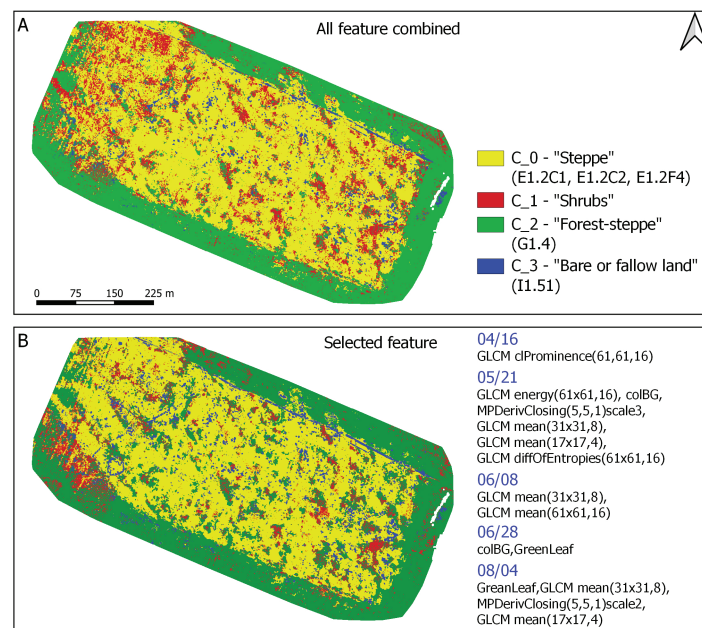 A
All feature combined
C_0 - "Steppe"
(E1.2C1, E1.2C2, E1.2F4)
C_1 - "Shrubs"
C_2 - "Forest-steppe"
(G1.4)
C_3 - "Bare or fallow land"
(I1.51)
0 75 150 225 m
B
Selected feature
04/16
GLCM clProminence(61,61,16)
05/21
GLCM energy(61x61,16), colBG,
MPDerivClosing(5,5,1)scale3,
GLCM mean(31x31,8),
GLCM mean(17x17,4),
GLCM diffOfEntropies(61x61,16)
06/08
GLCM mean(31x31,8),
GLCM mean(61x61,16)
06/28
colBG,GreenLeaf
08/04
GreanLeaf,GLCM mean(31x31,8),
MPDerivClosing(5,5,1)scale2,
GLCM mean(17x17,4)